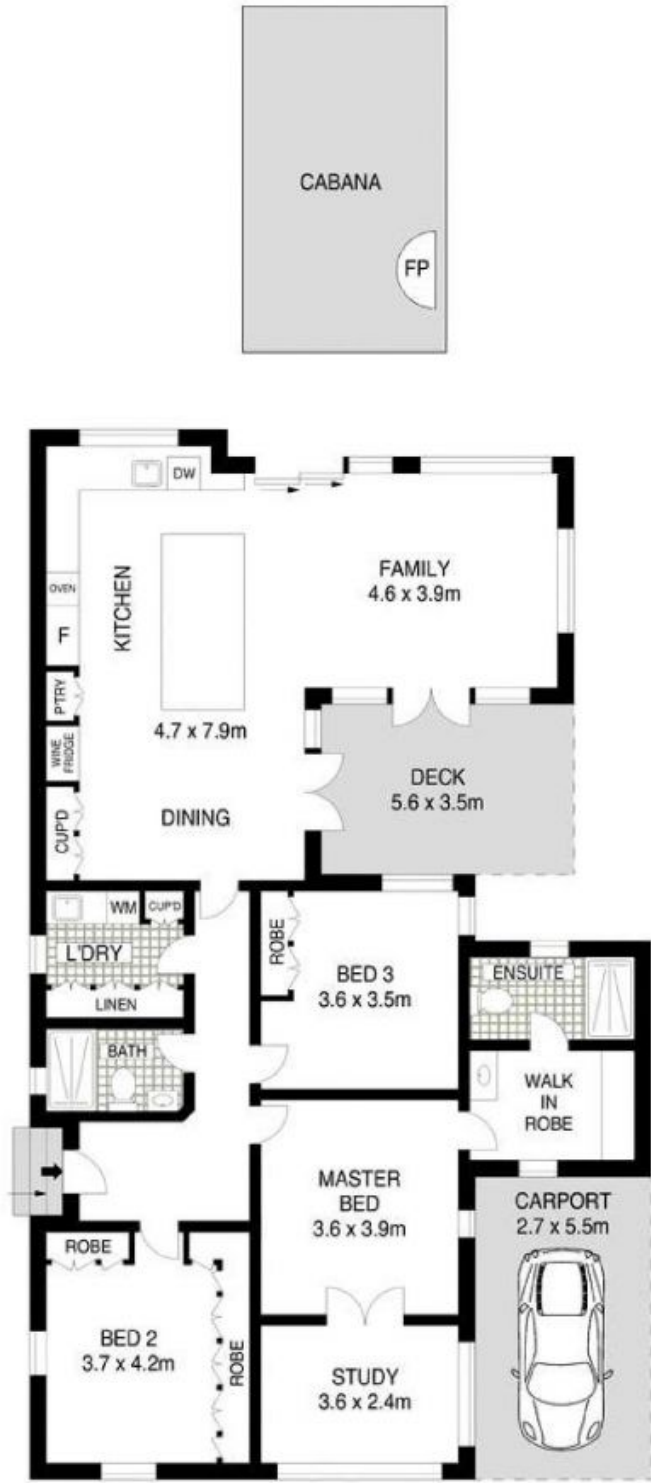 CABANA
FP
DW
OVEN
F
KITCHEN
FAMILY
4.6 x 3.9m
P'TRY
WINE
FRIDGE
4.7 x 7.9m
DECK
5.6 x 3.5m
CUP'D
DINING
WM
CUP'D
L'DRY
LINEN
ROBE
BED 3
3.6 x 3.5m
ENSUITE
BATH
WALK
IN
ROBE
MASTER
BED
3.6 x 3.9m
CARPORT
2.7 x 5.5m
ROBE
BED 2
3.7 x 4.2m
ROBE
STUDY
3.6 x 2.4m